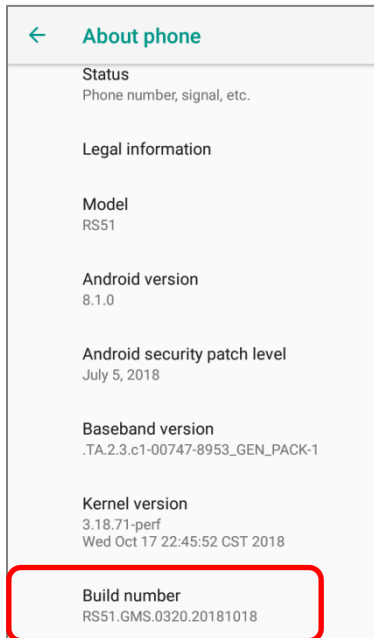 About phone
Status
Phone number, signal, etc.
Legal information
Model
RS51
Android version
8.1.0
Android security patch level
July 5, 2018
Baseband version
.TA.2.3.c1-00747-8953_GEN_PACK-1
Kernel version
3.18.71-perf
Wed Oct 17 22:45:52 CST 2018
Build number
RS51.GMS.0320.20181018